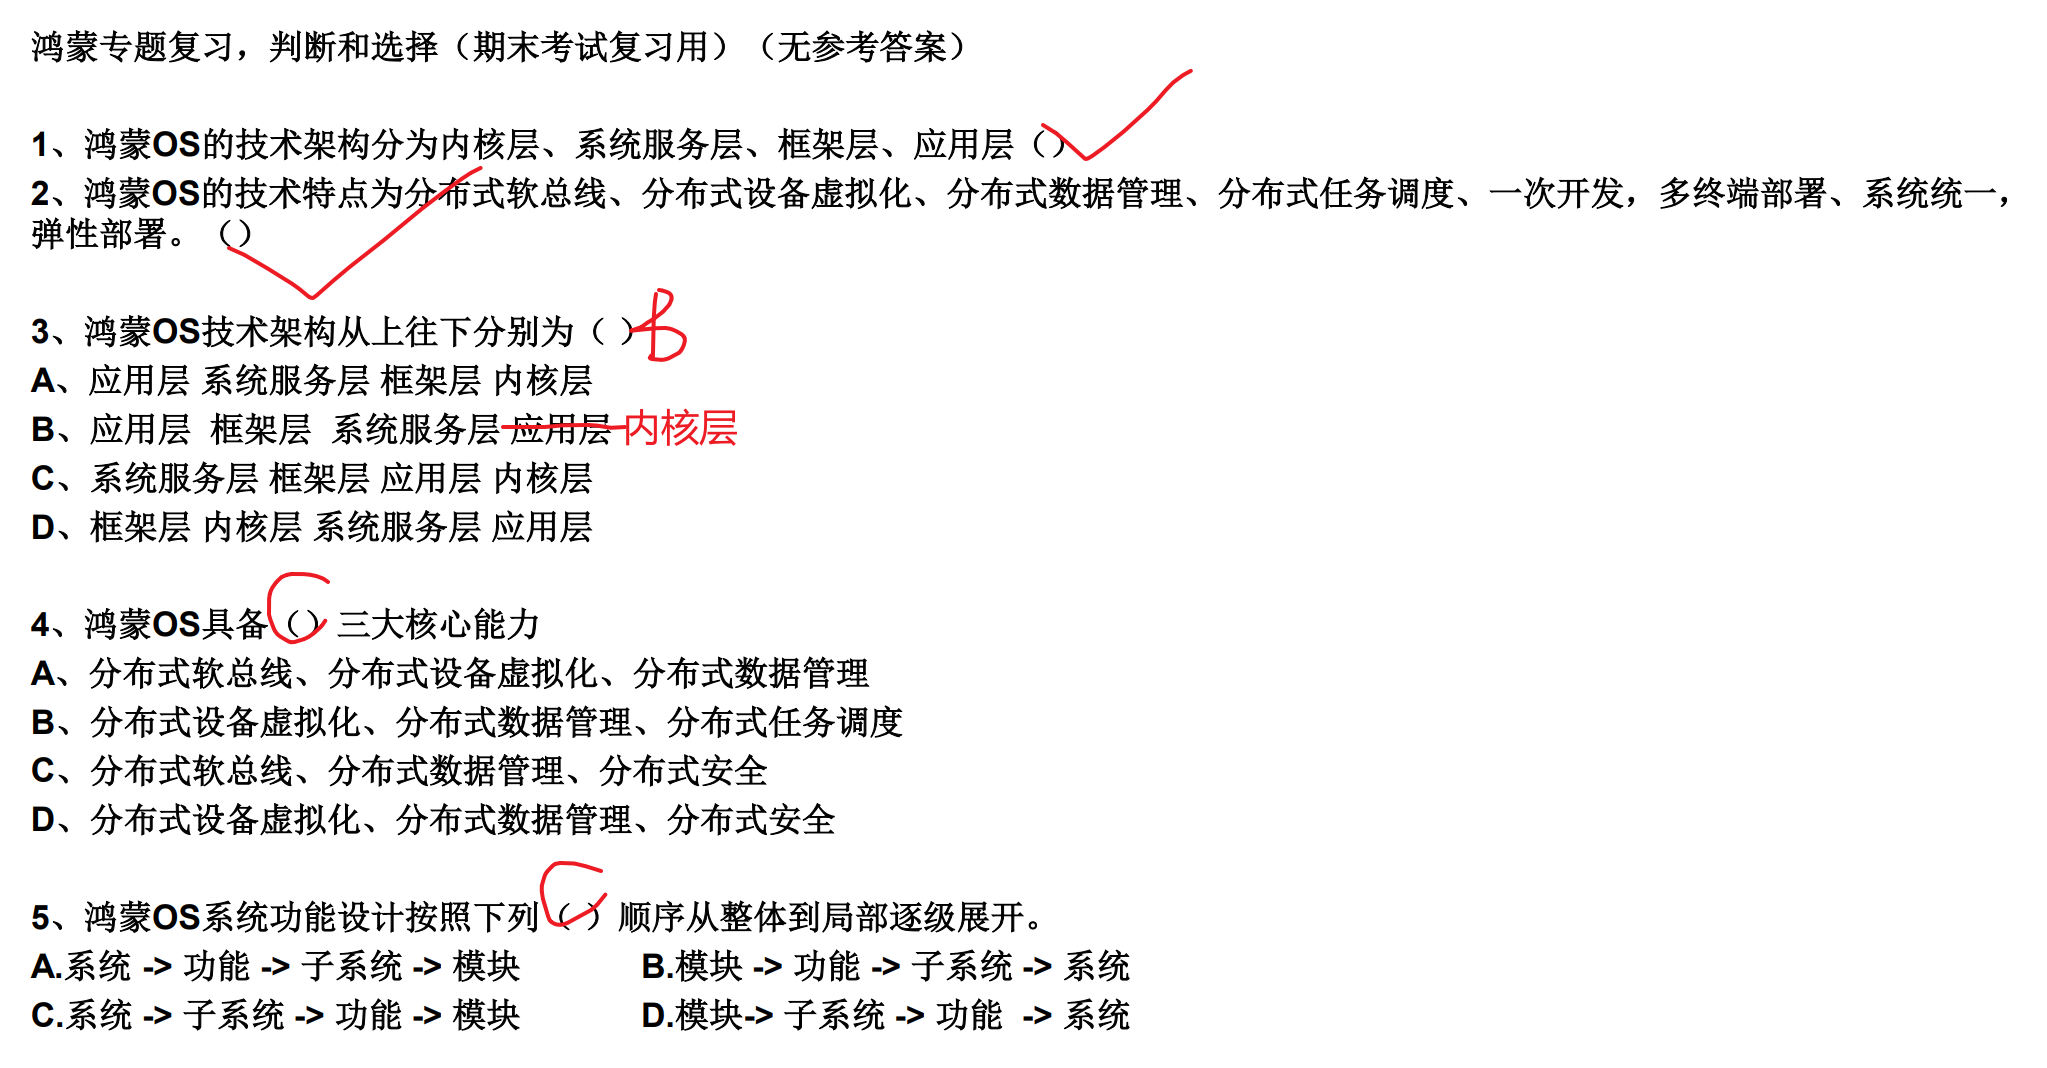 鸿蒙专题复习，判断和选择（期末考试复习用）（无参考答案）
1、鸿蒙OS的技术架构分为内核层、系统服务层、框架层、应用层（）✓
2、鸿蒙OS的技术特点为分布式软总线、分布式设备虚拟化、分布式数据管理、分布式任务调度、一次开发，多终端部署、系统统一，
弹性部署。（）✓
3、鸿蒙OS技术架构从上往下分别为（ ）B
A、应用层 系统服务层 框架层 内核层
B、应用层 框架层 系统服务层 应用层 内核层
C、系统服务层 框架层 应用层 内核层
D、框架层 内核层 系统服务层 应用层
4、鸿蒙OS具备（）C 三大核心能力
A、分布式软总线、分布式设备虚拟化、分布式数据管理
B、分布式设备虚拟化、分布式数据管理、分布式任务调度
C、分布式软总线、分布式数据管理、分布式安全
D、分布式设备虚拟化、分布式数据管理、分布式安全
5、鸿蒙OS系统功能设计按照下列（ ）C 顺序从整体到局部逐级展开。
A.系统 -> 功能 -> 子系统 -> 模块 B.模块 -> 功能 -> 子系统 -> 系统
C.系统 -> 子系统 -> 功能 -> 模块 D.模块-> 子系统 -> 功能 -> 系统